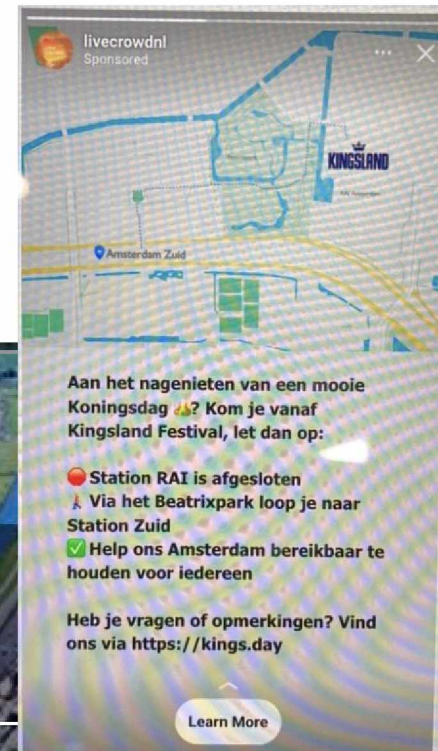 livecrowdnl
Sponsored
KINGSLAND
Amsterdam Zuid
Aan het nagenieten van een mooie
Koningsdag? Kom je vanaf
Kingsland Festival, let dan op:
Station RAI is afgesloten
Via het Beatrixpark loop je naar
Station Zuid
Help ons Amsterdam bereikbaar te
houden voor iedereen
Heb je vragen of opmerkingen? Vind
ons via https://kings.day
Learn More